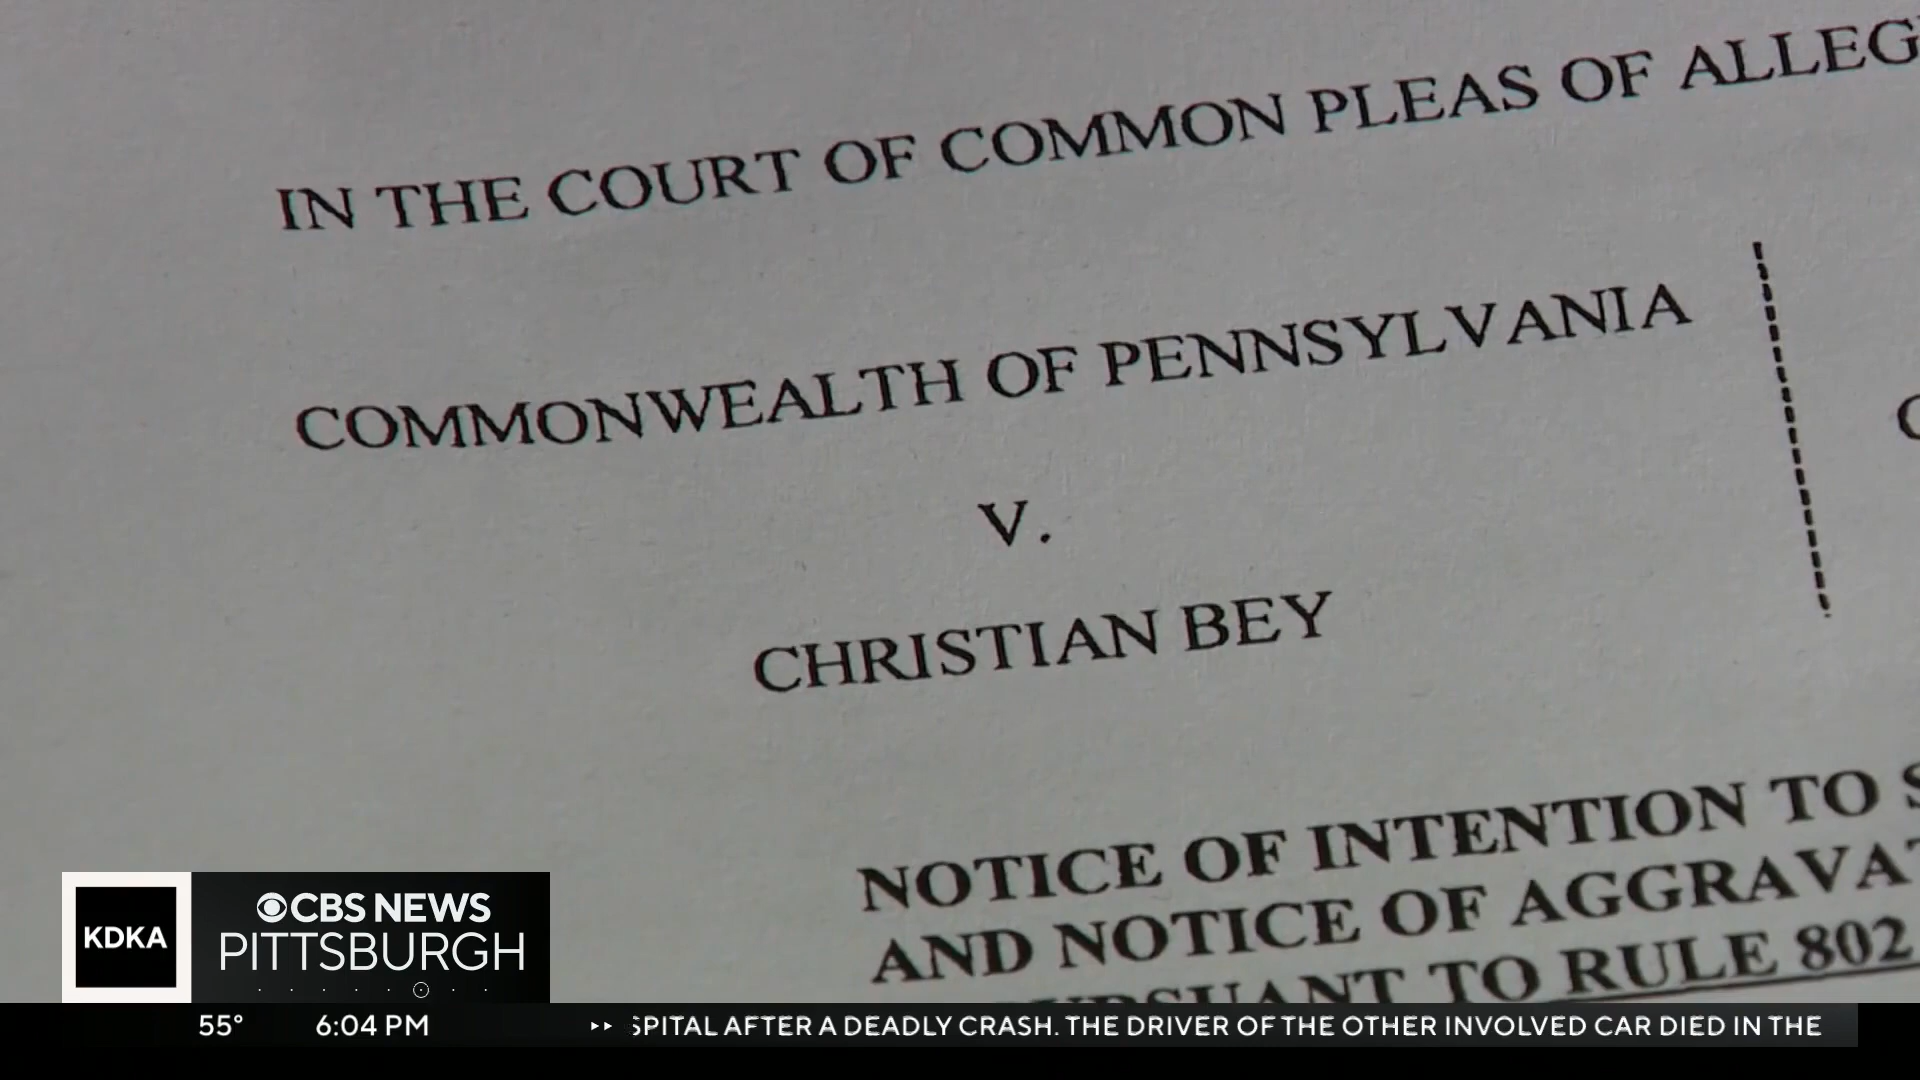 IN THE COURT OF COMMON PLEAS OF ALLEG
COMMONWEALTH OF PENNSYLVANIA
V.
CHRISTIAN BEY
NOTICE OF INTENTION TO S
AND NOTICE OF AGGRAVAT
PURSUANT TO RULE 802
KDKA
CBS NEWS
PITTSBURGH
55° 6:04 PM SPITAL AFTER A DEADLY CRASH. THE DRIVER OF THE OTHER INVOLVED CAR DIED IN THE